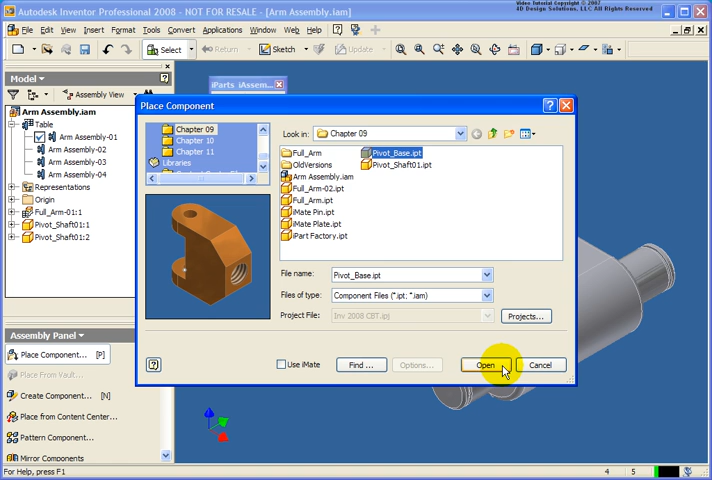 Video Tutorial Copyright © 2007
4D Design Solutions, LLC All Rights Reserved
Autodesk Inventor Professional 2008 - NOT FOR RESALE - [Arm Assembly.iam]
File Edit View Insert Format Tools Convert Applications Window Web Help
Select Return Sketch Update
Model
iParts iAssem...
Assembly View
Arm Assembly.iam
Table
Arm Assembly-01
Arm Assembly-02
Arm Assembly-03
Arm Assembly-04
Representations
Origin
Full_Arm-01:1
Pivot_Shaft01:1
Pivot_Shaft01:2
Place Component
Chapter 09
Chapter 10
Chapter 11
Libraries
Look in: Chapter 09
Full_Arm
OldVersions
Arm Assembly.iam
Full_Arm-02.ipt
Full_Arm.ipt
iMate Pin.ipt
iMate Plate.ipt
iPart Factory.ipt
Pivot_Base.ipt
Pivot_Shaft01.ipt
File name: Pivot_Base.ipt
Files of type: Component Files (*.ipt; *.iam)
Project File: Inv 2008 CBT.ipj Projects...
Use iMate Find ... Options... Open Cancel
Assembly Panel
Place Component... [P]
Place From Vault...
Create Component... [N]
Place from Content Center...
Pattern Component...
Mirror Components
For Help, press F1 4 5